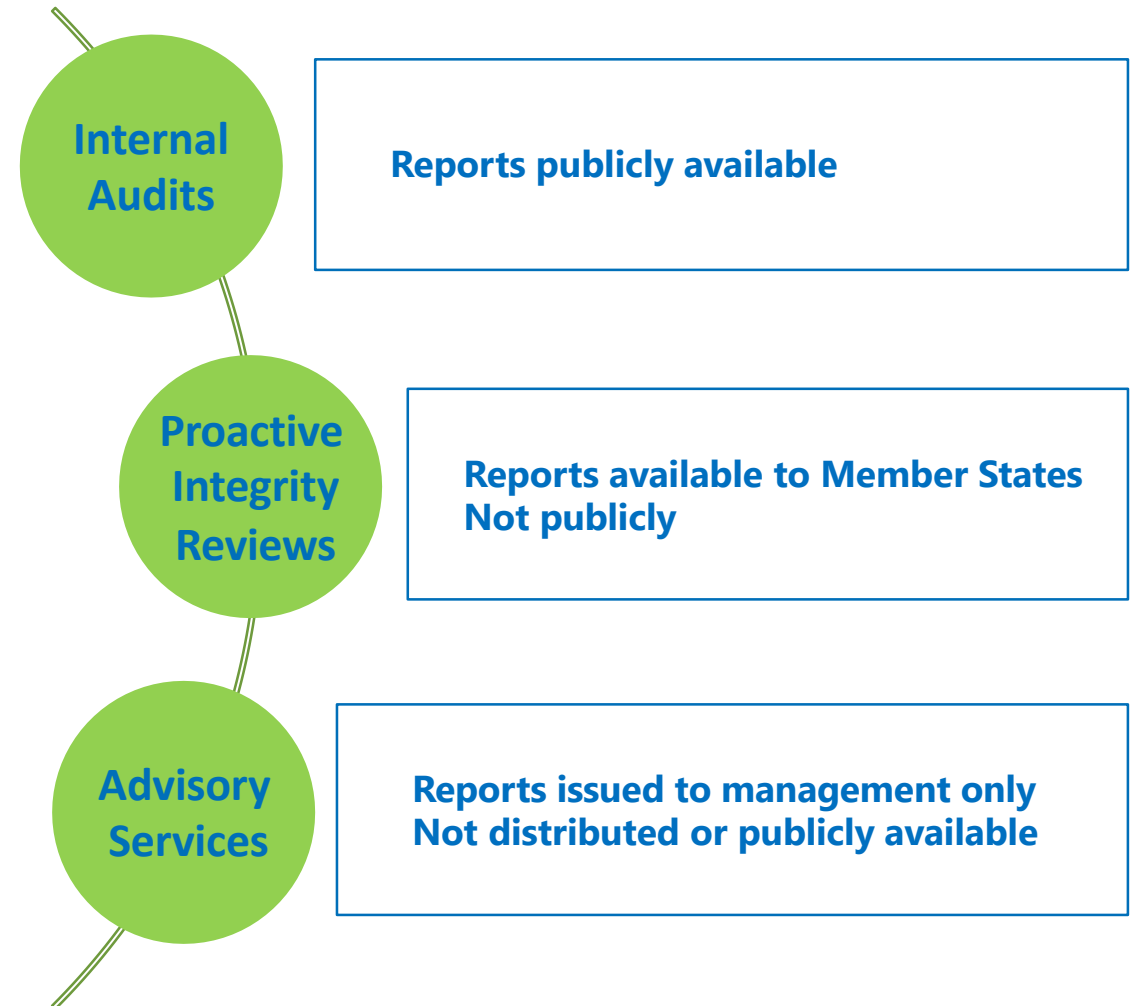 Internal
Audits
Reports publicly available
Proactive
Integrity
Reviews
Reports available to Member States
Not publicly
Advisory
Services
Reports issued to management only
Not distributed or publicly available